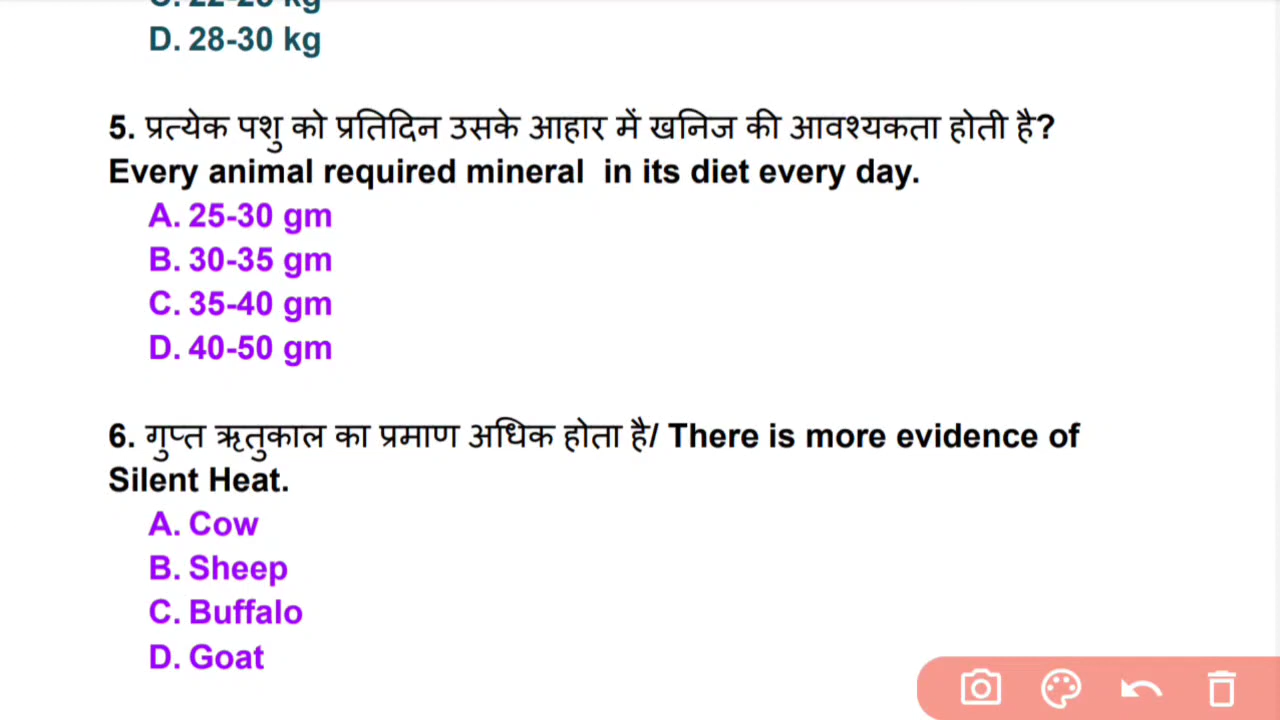 D. 28-30 kg
5. प्रत्येक पशु को प्रतिदिन उसके आहार में खनिज की आवश्यकता होती है?
Every animal required mineral in its diet every day.
A. 25-30 gm
B. 30-35 gm
C. 35-40 gm
D. 40-50 gm
6. गुप्त ऋतुकाल का प्रमाण अधिक होता है/ There is more evidence of
Silent Heat.
A. Cow
B. Sheep
C. Buffalo
D. Goat